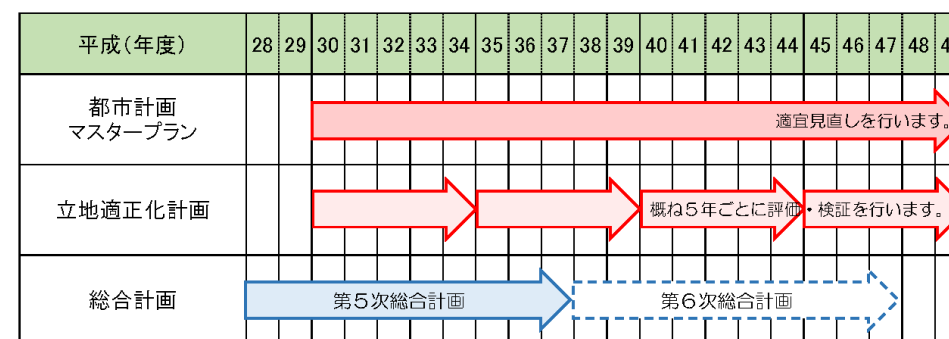 平成(年度) 28 29 30 31 32 33 34 35 36 37 38 39 40 41 42 43 44 45 46 47 48 4
都市計画
マスタープラン
適宜見直しを行います。
立地適正化計画
概ね5年ごとに評価・検証を行います。
総合計画
第5次総合計画
第6次総合計画